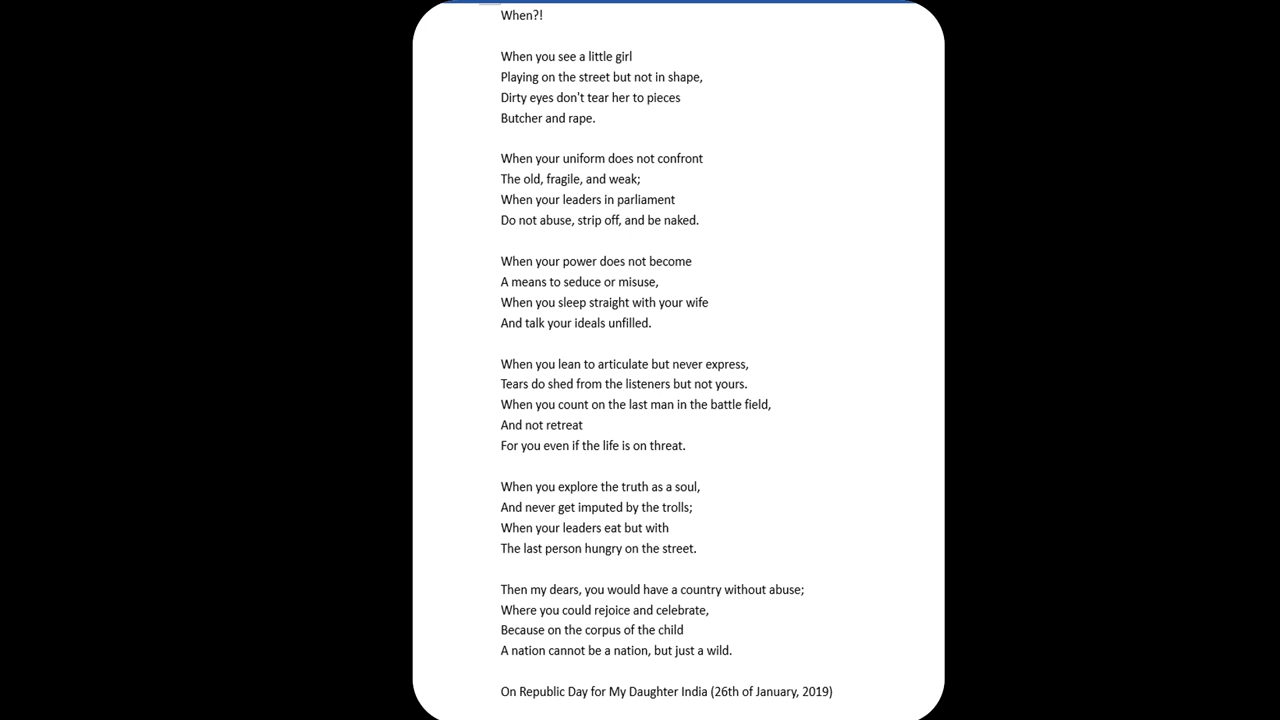 When?!
When you see a little girl
Playing on the street but not in shape,
Dirty eyes don't tear her to pieces
Butcher and rape.
When your uniform does not confront
The old, fragile, and weak;
When your leaders in parliament
Do not abuse, strip off, and be naked.
When your power does not become
A means to seduce or misuse,
When you sleep straight with your wife
And talk your ideals unfilled.
When you lean to articulate but never express,
Tears do shed from the listeners but not yours.
When you count on the last man in the battle field,
And not retreat
For you even if the life is on threat.
When you explore the truth as a soul,
And never get imputed by the trolls;
When your leaders eat but with
The last person hungry on the street.
Then my dears, you would have a country without abuse;
Where you could rejoice and celebrate,
Because on the corpus of the child
A nation cannot be a nation, but just a wild.
On Republic Day for My Daughter India (26th of January, 2019)